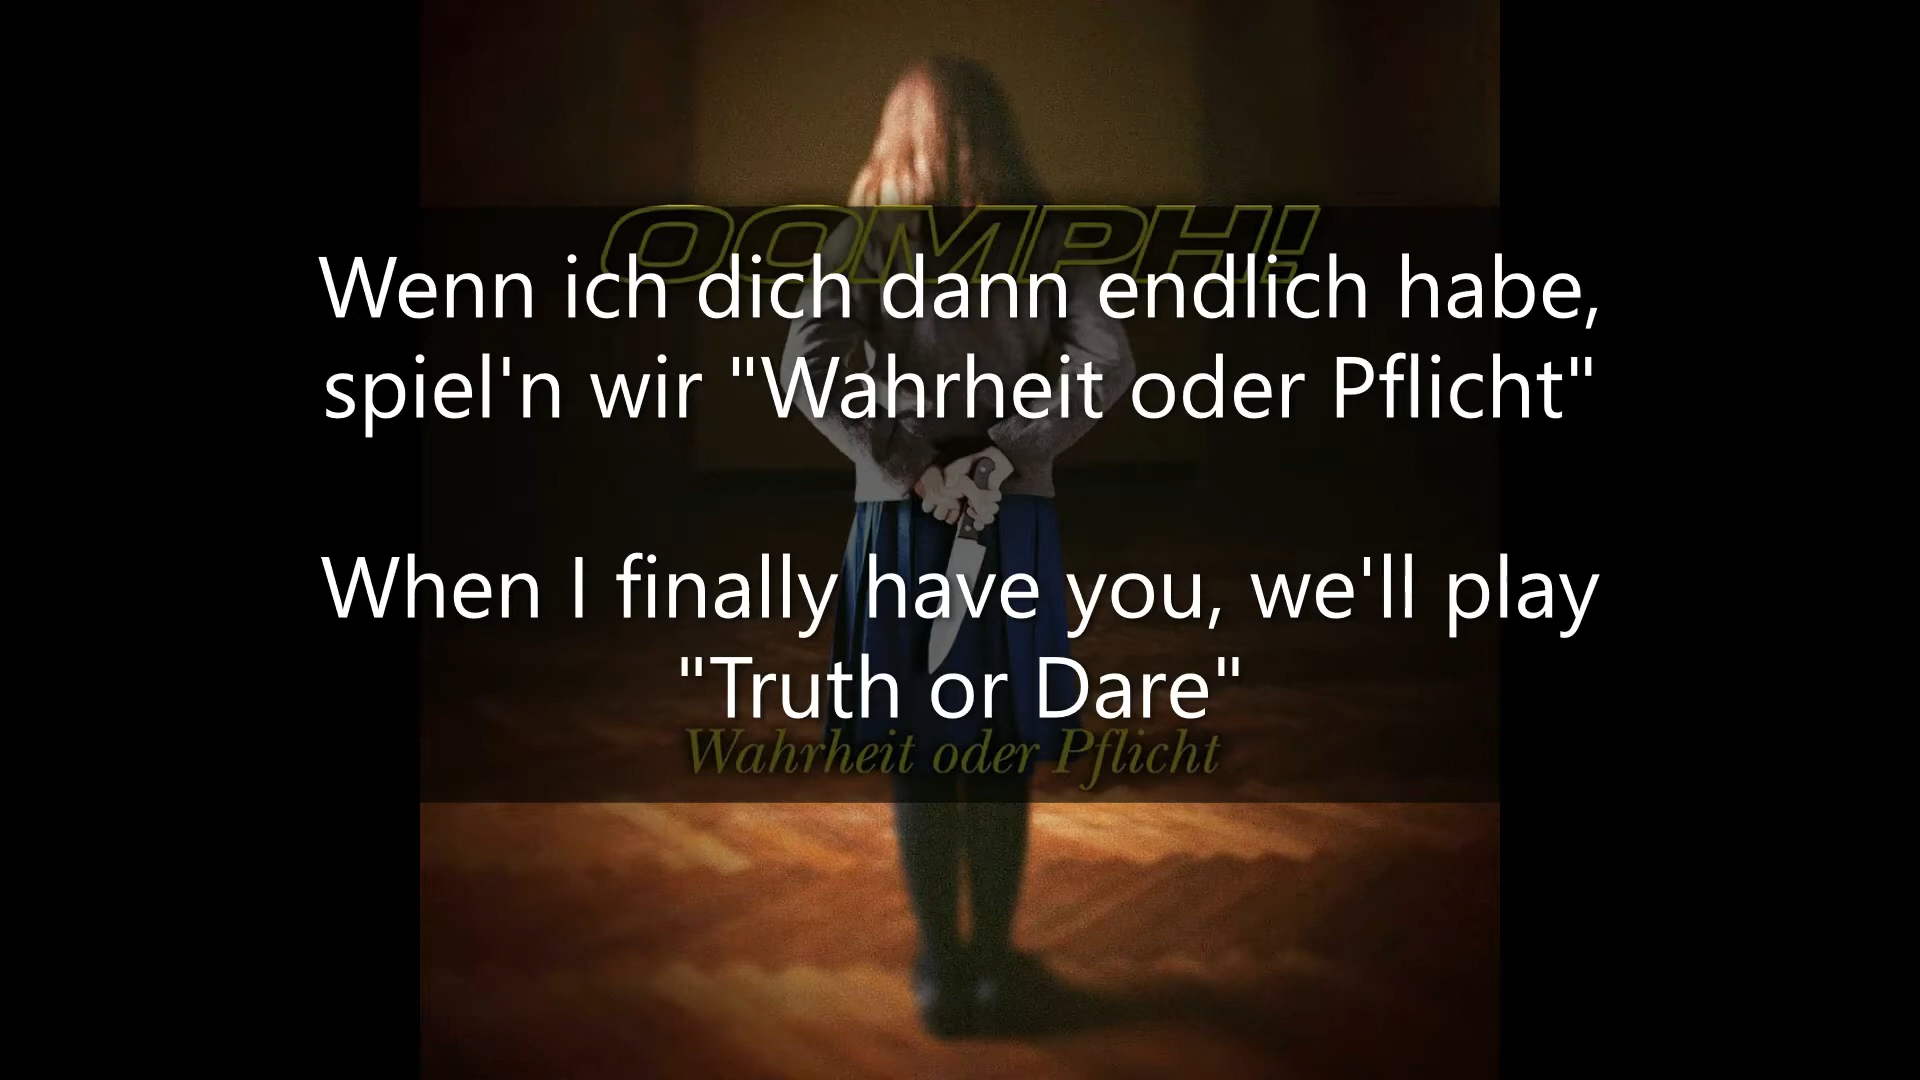 OOMPH!
Wenn ich dich dann endlich habe,
spiel'n wir "Wahrheit oder Pflicht"
When I finally have you, we'll play
"Truth or Dare"
Wahrheit oder Pflicht